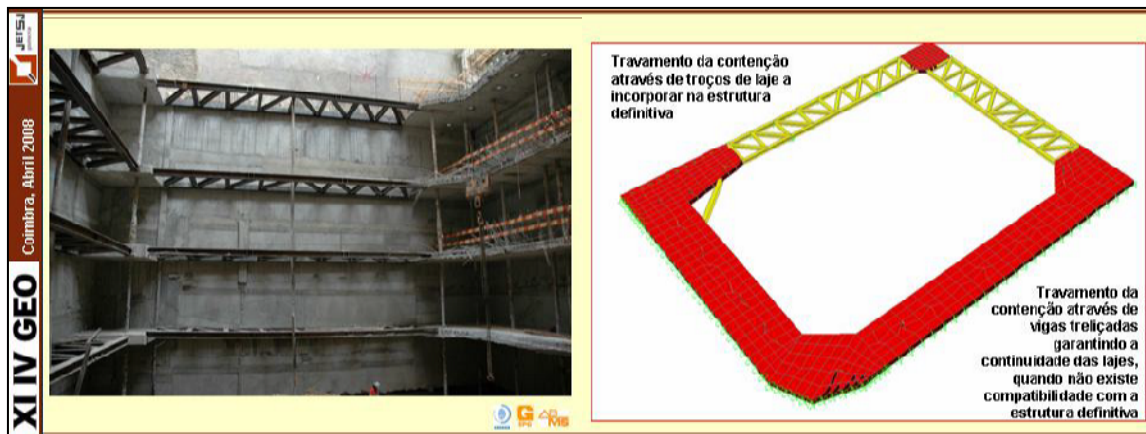 JETSJ
Coimbra, Abril 2008
XI IV GEO
Travamento da contenção
através de troços de laje a
incorporar na estrutura
definitiva
Travamento da
contenção através de
vigas treliçadas
garantindo a
continuidade das lajes,
quando não existe
compatibilidade com a
estrutura definitiva